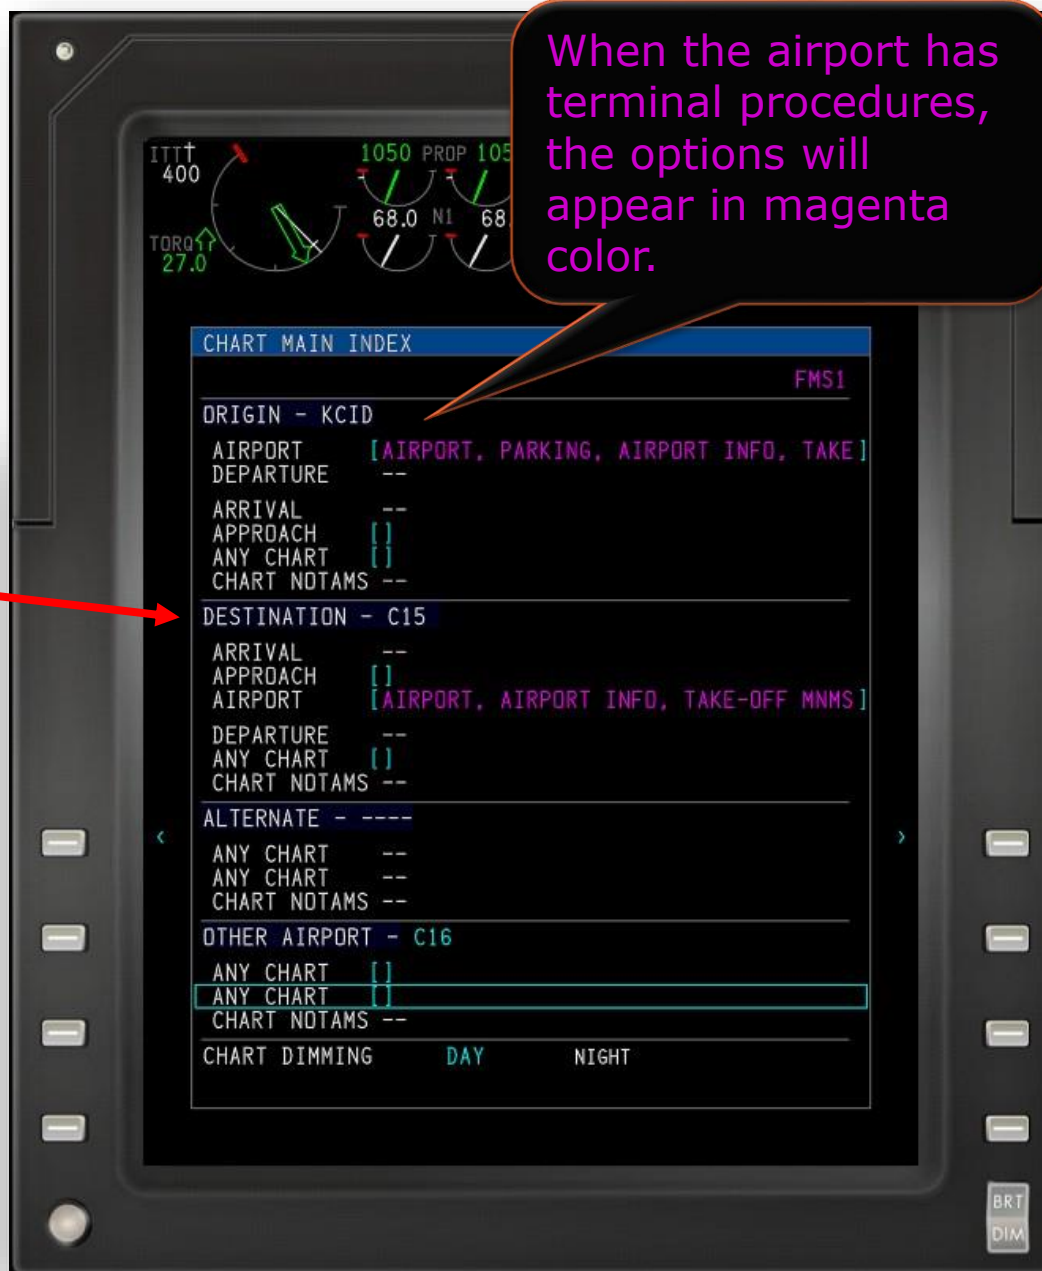 When the airport has
terminal procedures,
the options will
appear in magenta
color.
ITT
400
1050 PROP
68.0 N1 68
TORQ
27.0
CHART MAIN INDEX
FMS1
ORIGIN - KCID
AIRPORT [AIRPORT, PARKING, AIRPORT INFO, TAKE]
DEPARTURE --
ARRIVAL --
APPROACH []
ANY CHART []
CHART NOTAMS --
DESTINATION - C15
ARRIVAL --
APPROACH []
AIRPORT [AIRPORT, AIRPORT INFO, TAKE-OFF MNMS]
DEPARTURE --
ANY CHART []
CHART NOTAMS --
ALTERNATE - ----
< >
ANY CHART --
ANY CHART --
CHART NOTAMS --
OTHER AIRPORT - C16
ANY CHART []
ANY CHART []
CHART NOTAMS --
CHART DIMMING DAY NIGHT
BRT
DIM